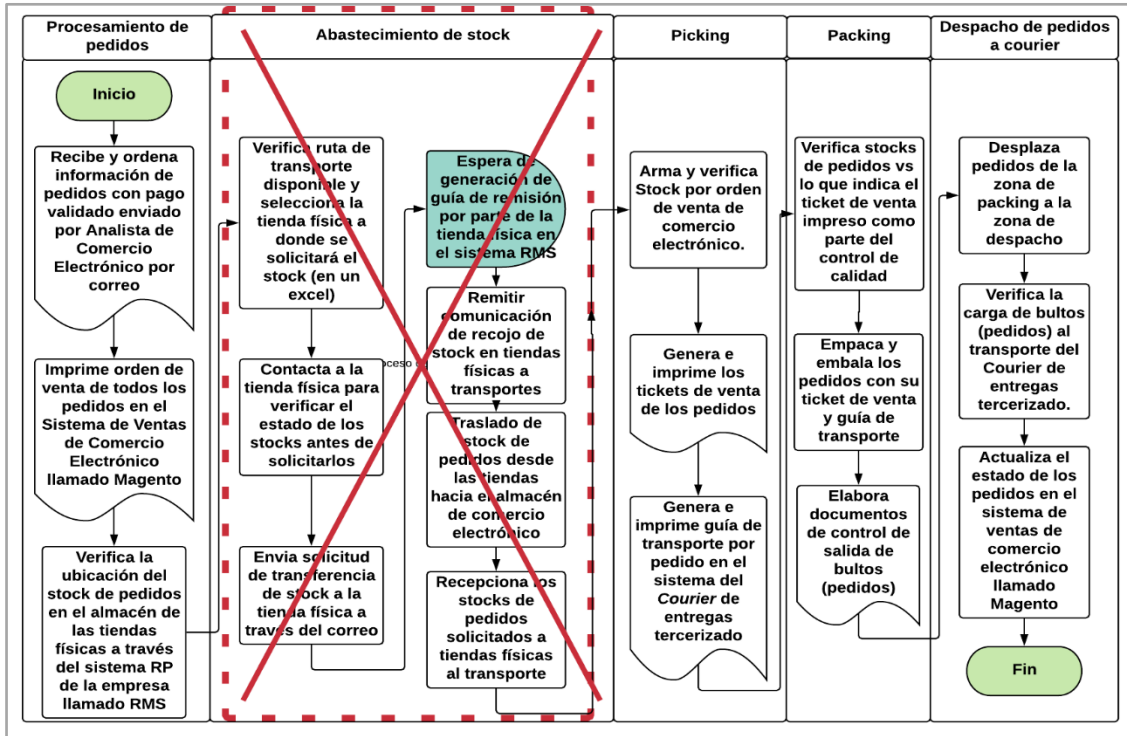 Procesamiento de
pedidos
Abastecimiento de stock
Picking
Packing
Despacho de pedidos
a courier
Inicio
Recibe y ordena
información de
pedidos con pago
validado enviado
por Analista de
Comercio
Electrónico por
correo
Imprime orden de
venta de todos los
pedidos en el
Sistema de Ventas
de Comercio
Electrónico
llamado Magento
Verifica la
ubicación del
stock de pedidos
en el almacén de
las tiendas
físicas a través
del sistema RP
de la empresa
llamado RMS
Verifica ruta de
transporte
disponible y
selecciona la
tienda física a
donde se
solicitará el
stock (en un
excel)
Contacta a la
tienda física para
verificar el
estado de los
stocks antes de
solicitarlos
Envia solicitud
de transferencia
de stock a la
tienda física a
través del correo
Espera de
generación de
guía de remisión
por parte de la
tienda física en
el sistema RMS
Remitir
comunicación
de recojo de
stock en tiendas
físicas a
transportes
Traslado de
stock de
pedidos desde
las tiendas
hacia el almacén
de comercio
electrónico
Recepciona los
stocks de
pedidos
solicitados a
tiendas físicas
al transporte
Arma y verifica
Stock por orden
de venta de
comercio
electrónico.
Genera e
imprime los
tickets de venta
de los pedidos
Genera e
imprime guía de
transporte por
pedido en el
sistema del
Courier de
entregas
tercerizado
Verifica stocks
de pedidos vs
lo que indica el
ticket de venta
impreso como
parte del
control de
calidad
Empaca y
embala los
pedidos con su
ticket de venta
y guía de
transporte
Elabora
documentos
de control de
salida de
bultos
(pedidos)
Desplaza
pedidos de la
zona de
packing a la
zona de
despacho
Verifica la
carga de bultos
(pedidos) al
transporte del
Courier de
entregas
tercerizado.
Actualiza el
estado de los
pedidos en el
sistema de
ventas de
comercio
electrónico
llamado
Magento
Fin